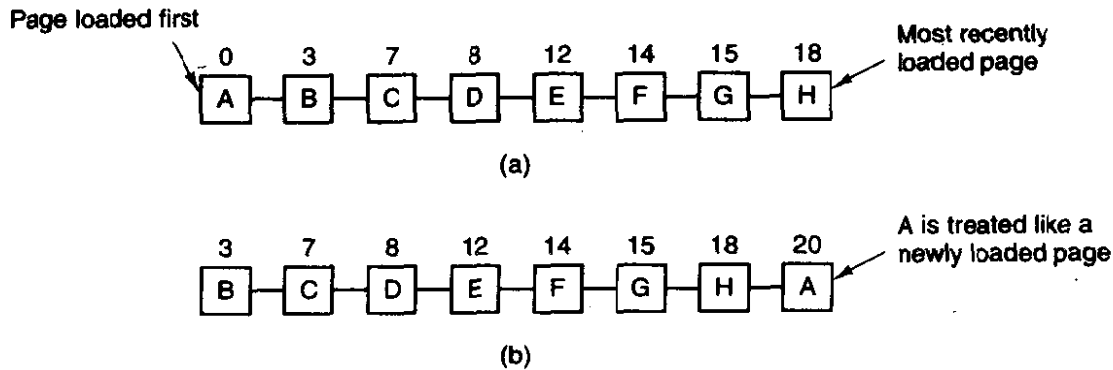 Page loaded first
Most recently
loaded page
0 3 7 8 12 14 15 18
A B C D E F G H
(a)
A is treated like a
newly loaded page
3 7 8 12 14 15 18 20
B C D E F G H A
(b)